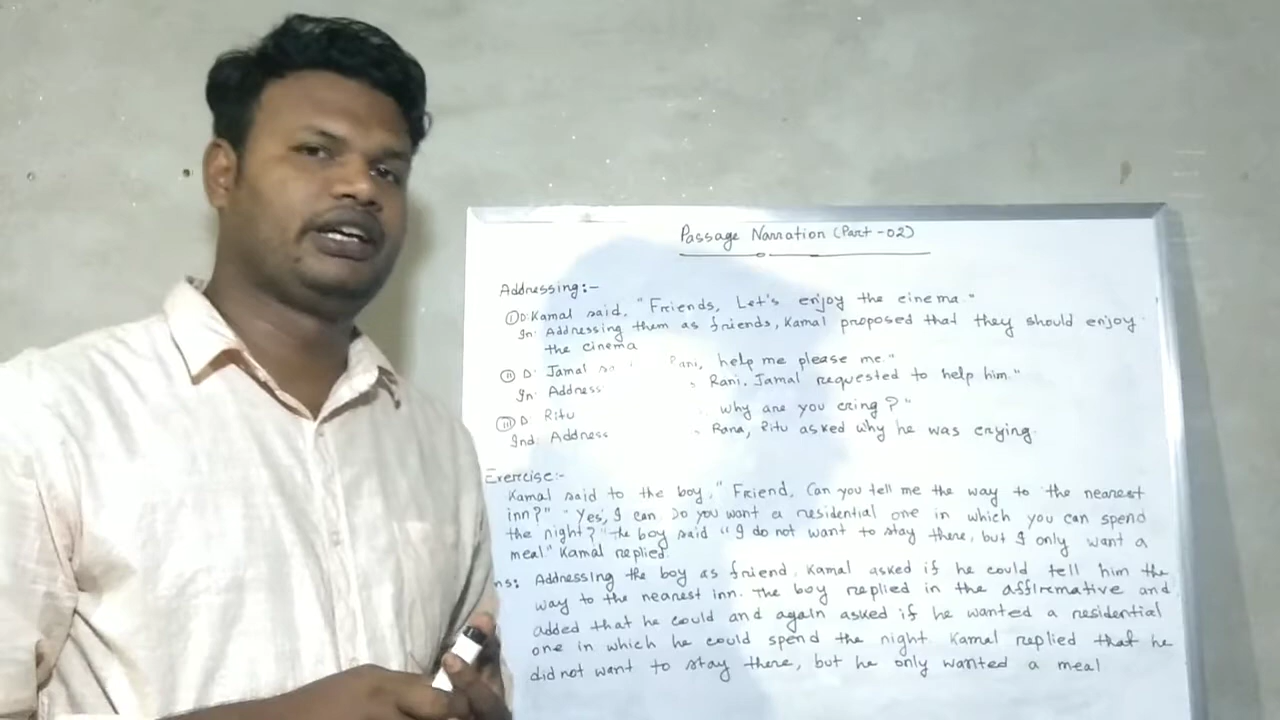 Passage Narration (Part-02)
Addressing:-
(i) D: Kamal said, "Friends, Let's enjoy the cinema."
In: Addressing them as friends, Kamal proposed that they should enjoy
the cinema
(ii) D: Jamal Rani, help me please me."
In: Address Rani, Jamal requested to help him."
(iii) D: Ritu why are you cring?"
Ind: Address Rana, Ritu asked why he was crying
Exercise:-
Kamal said to the boy, "Friend, Can you tell me the way to the nearest
inn?" "Yes, I can. Do you want a residential one in which you can spend
the night?" the boy said "I do not want to stay there, but I only want a
meal" Kamal replied.
ns: Addressing the boy as friend, Kamal asked if he could tell him the
way to the nearest inn. The boy replied in the affirmative and
added that he could and again asked if he wanted a residential
one in which he could spend the night. Kamal replied that he
did not want to stay there, but he only wanted a meal